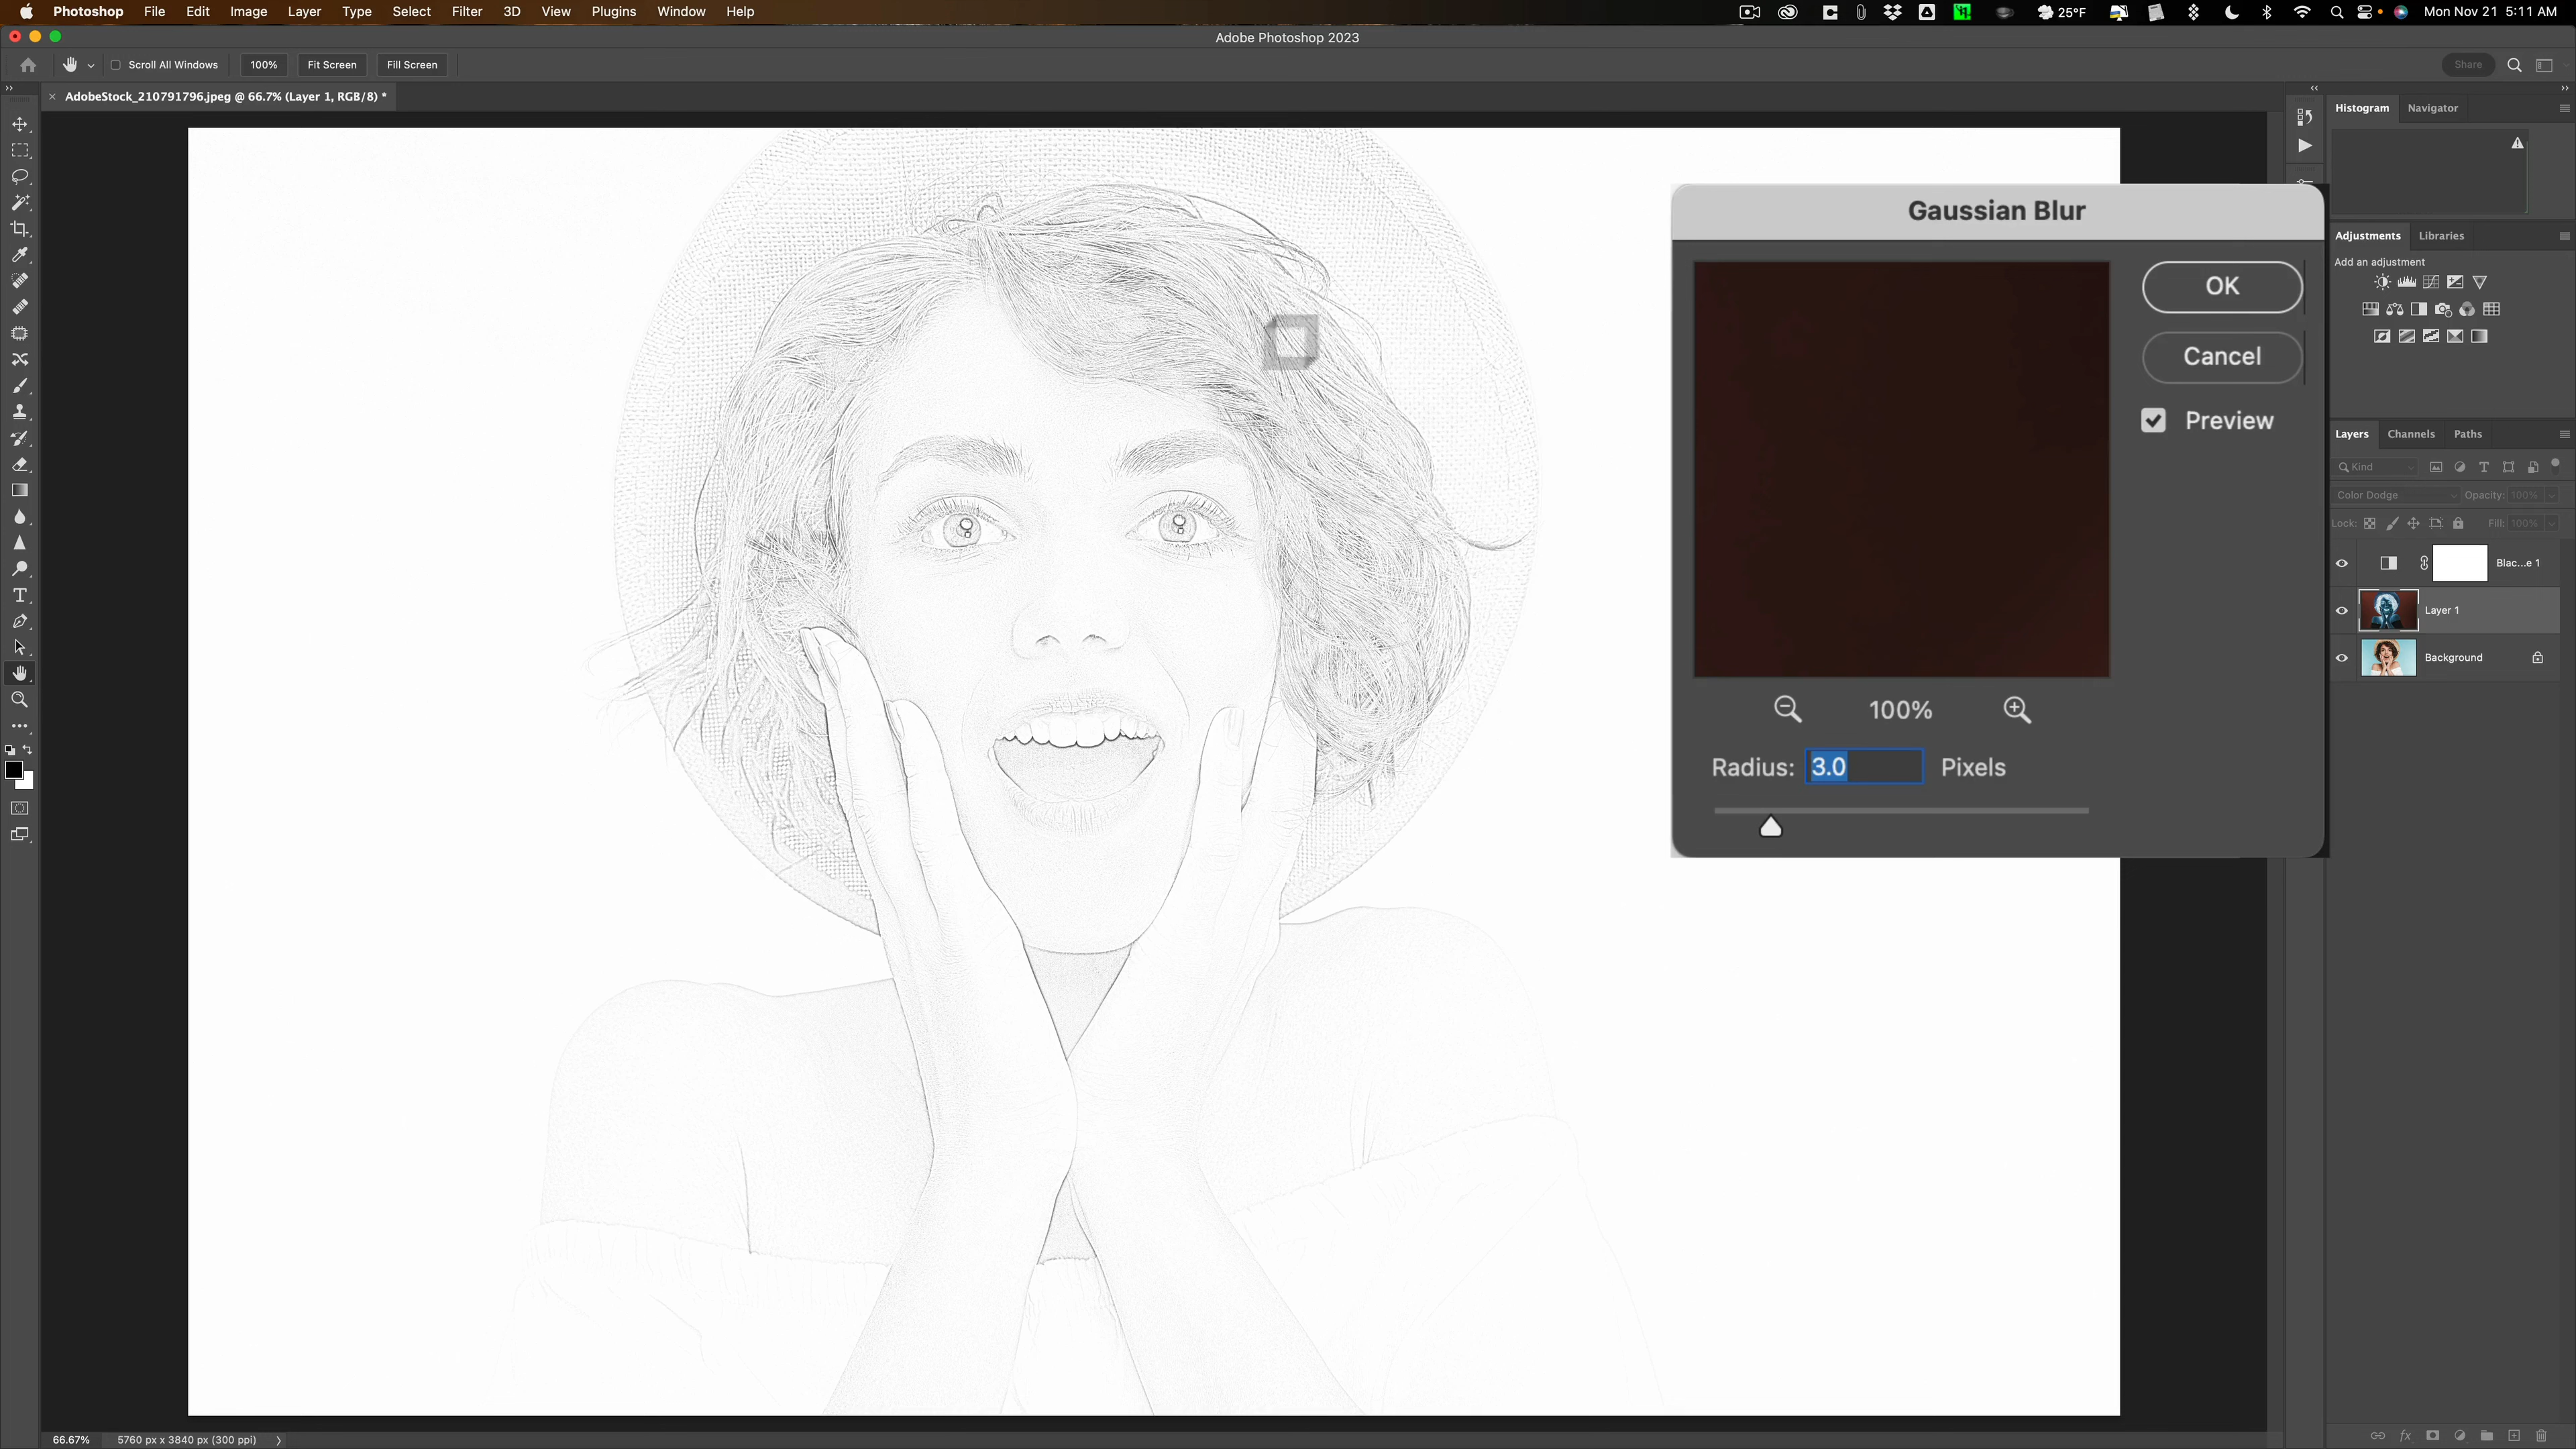 Photoshop File Edit Image Layer Type Select Filter 3D View Plugins Window Help 25°F Mon Nov 21 5:11 AM
Adobe Photoshop 2023
Scroll All Windows 100% Fit Screen Fill Screen Share
× AdobeStock_210791796.jpeg @ 66.7% (Layer 1, RGB/8) *
Histogram Navigator
Gaussian Blur
OK
Cancel
Preview
100%
Radius: 3.0 Pixels
Adjustments Libraries
Add an adjustment
Layers Channels Paths
Kind
Color Dodge Opacity: 100%
Lock: Fill: 100%
Blac...e 1
Layer 1
Background
66.67% 5760 px x 3840 px (300 ppi)